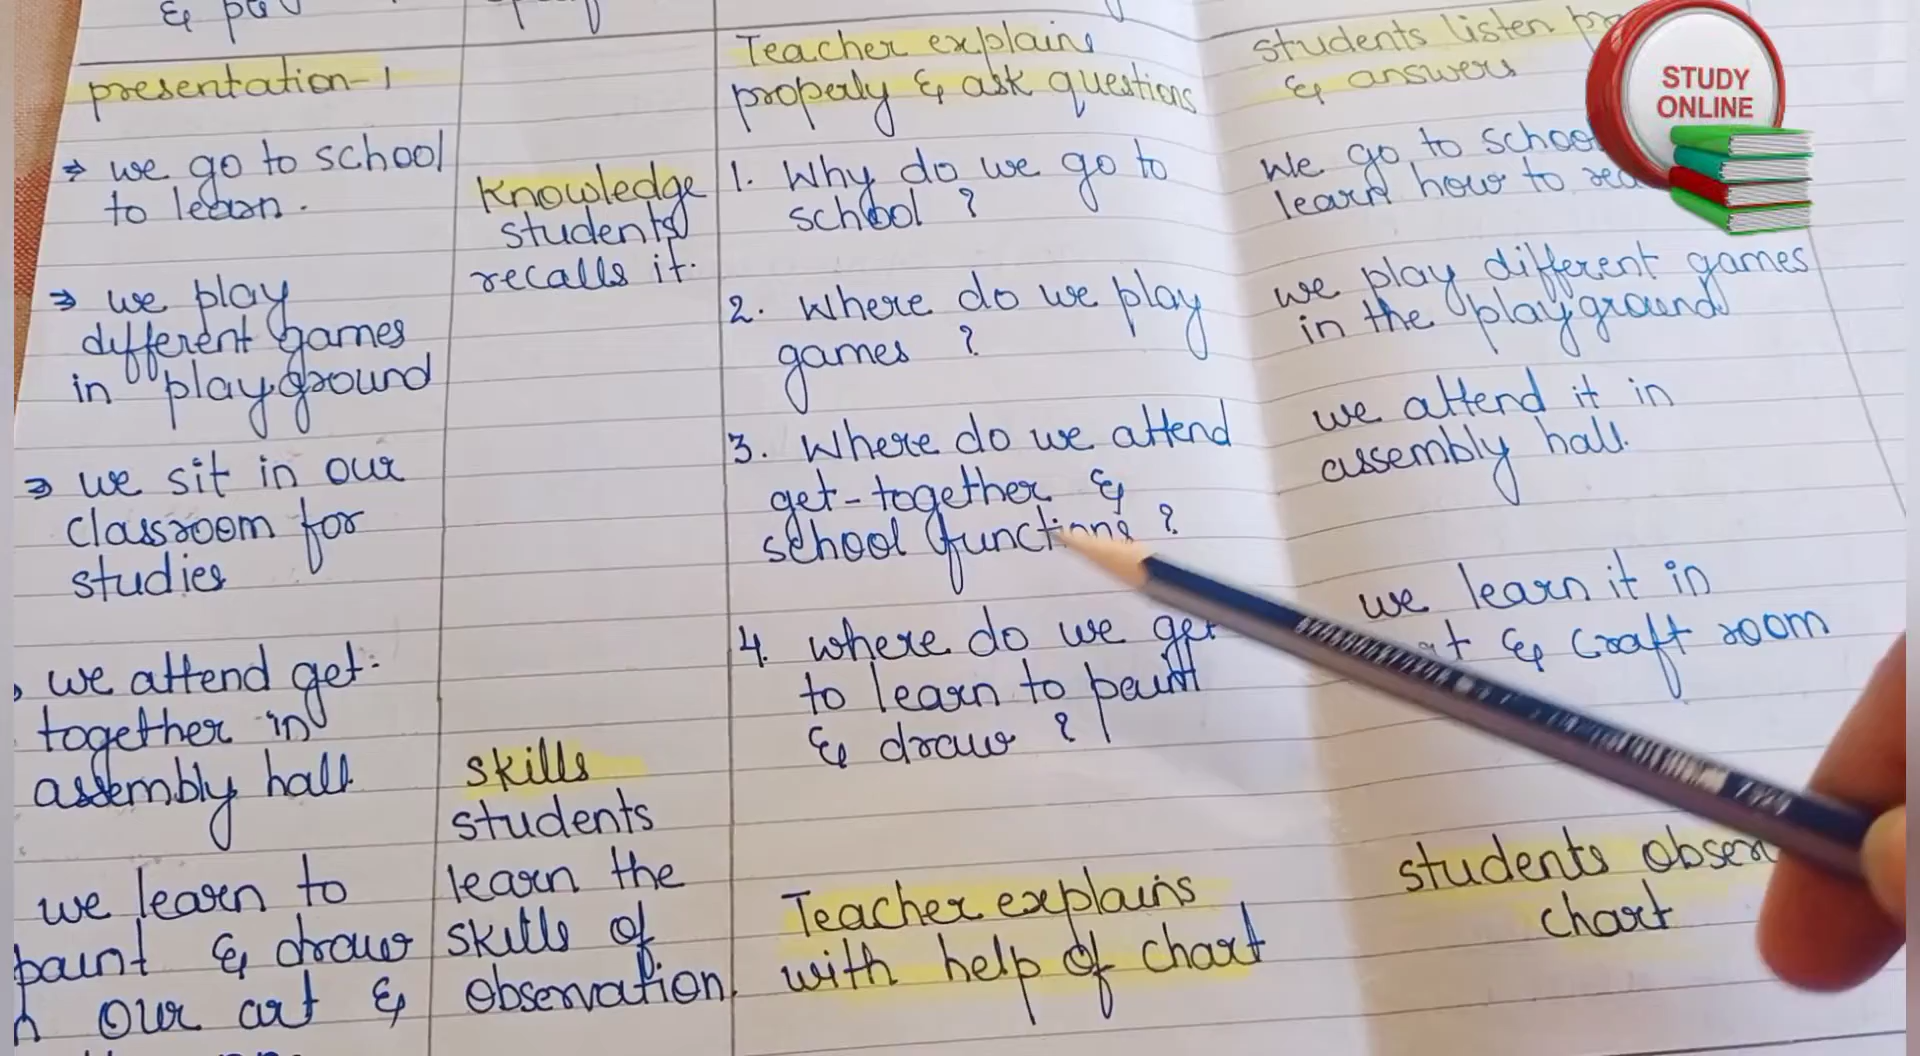 presentation-1
⇒ we go to school
to learn.
⇒ we play
different games
in playground
⇒ we sit in our
classroom for
studies
we attend get-
together in
assembly hall
we learn to
paint & draw
our art &
Knowledge
students
recalls it.
skills
students
learn the
skills of
observation.
Teacher explains
properly & ask questions
1. Why do we go to
school ?
2. Where do we play
games ?
3. Where do we attend
get-together &
school functions ?
4. where do we get
to learn to paint
& draw ?
Teacher explains
with help of chart
students listen
& answers
we go to school
learn how to
we play different games
in the playground
we attend it in
assembly hall.
we learn it in
& craft room
students
chart
STUDY
ONLINE